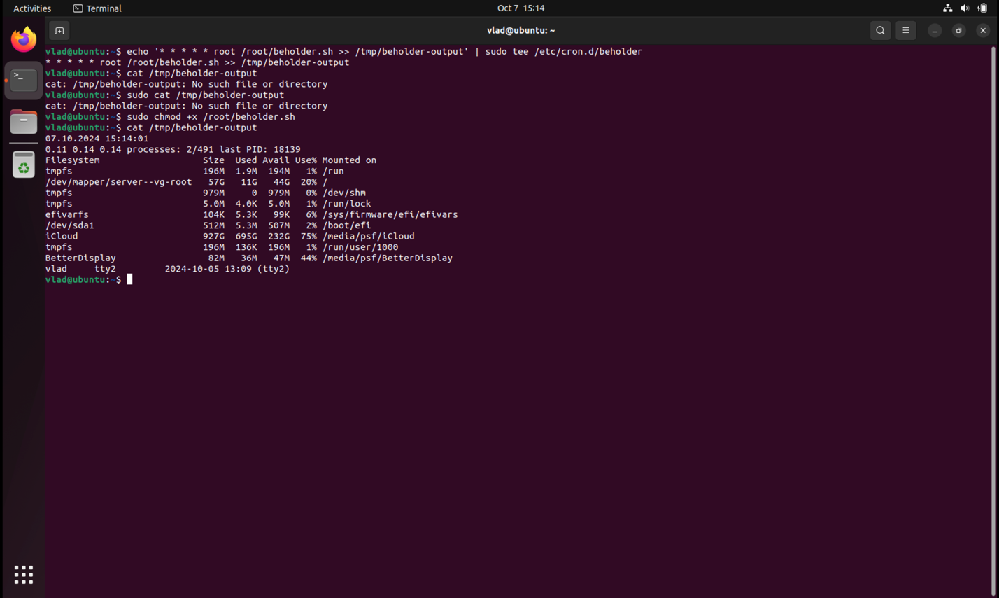 Activities Terminal Oct 7 15:14
vlad@ubuntu: ~
vlad@ubuntu:~$ echo '* * * * * root /root/beholder.sh >> /tmp/beholder-output' | sudo tee /etc/cron.d/beholder
* * * * * root /root/beholder.sh >> /tmp/beholder-output
vlad@ubuntu:~$ cat /tmp/beholder-output
cat: /tmp/beholder-output: No such file or directory
vlad@ubuntu:~$ sudo cat /tmp/beholder-output
cat: /tmp/beholder-output: No such file or directory
vlad@ubuntu:~$ sudo chmod +x /root/beholder.sh
vlad@ubuntu:~$ cat /tmp/beholder-output
07.10.2024 15:14:01
0.11 0.14 0.14 processes: 2/491 last PID: 18139
Filesystem                   Size  Used Avail Use% Mounted on
tmpfs                        196M  1.9M  194M   1% /run
/dev/mapper/server--vg-root   57G   11G   44G  20% /
tmpfs                        979M     0  979M   0% /dev/shm
tmpfs                        5.0M  4.0K  5.0M   1% /run/lock
efivarfs                     104K  5.3K   99K   6% /sys/firmware/efi/efivars
/dev/sda1                    512M  5.3M  507M   2% /boot/efi
iCloud                       927G  695G  232G  75% /media/psf/iCloud
tmpfs                        196M  136K  196M   1% /run/user/1000
BetterDisplay                 82M   36M   47M  44% /media/psf/BetterDisplay
vlad     tty2         2024-10-05 13:09 (tty2)
vlad@ubuntu:~$